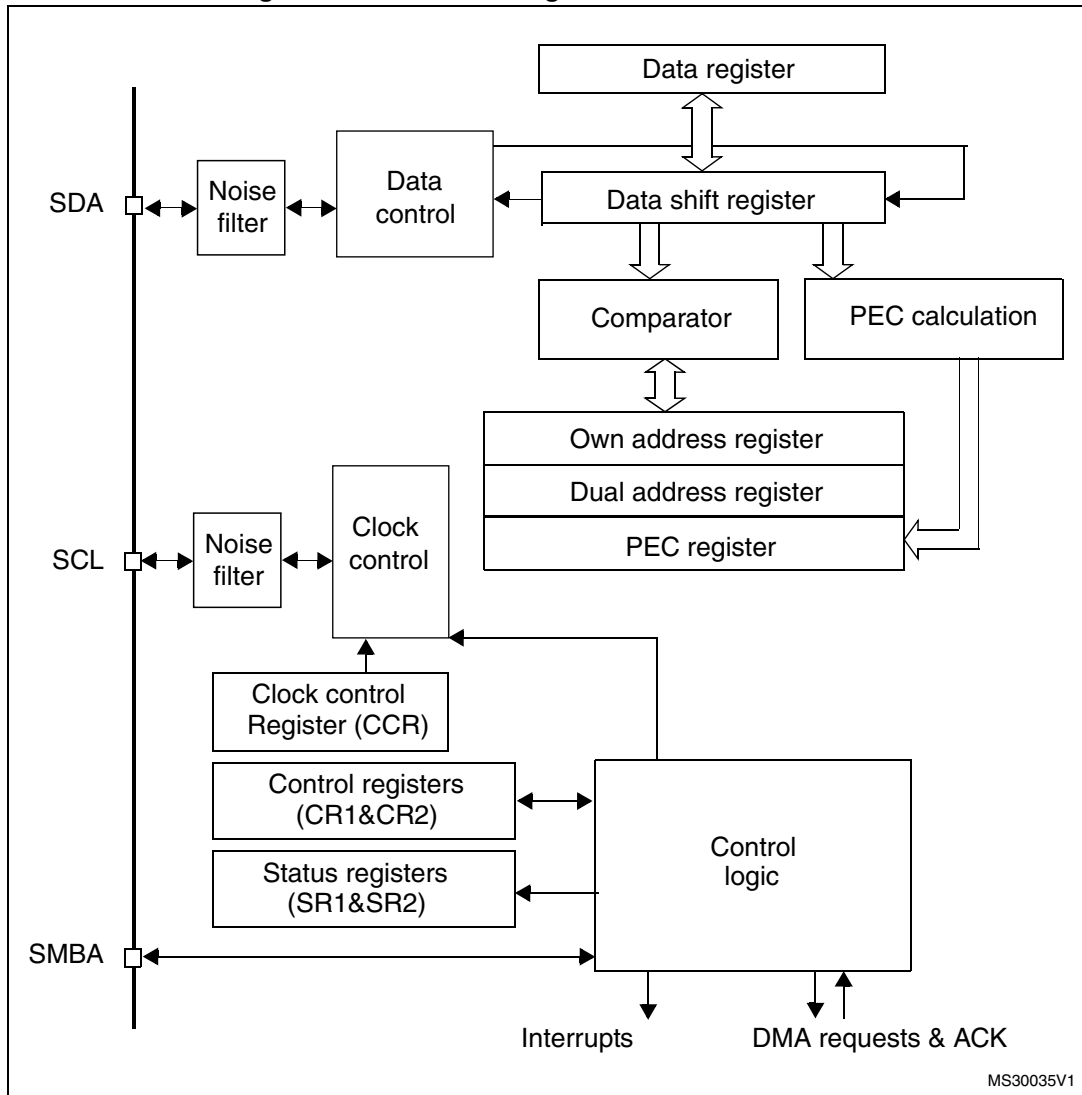 Data register
SDA
Noise
filter
Data
control
Data shift register
Comparator
PEC calculation
Own address register
Dual address register
PEC register
SCL
Noise
filter
Clock
control
Clock control
Register (CCR)
Control registers
(CR1&CR2)
Status registers
(SR1&SR2)
Control
logic
SMBA
Interrupts
DMA requests & ACK
MS30035V1